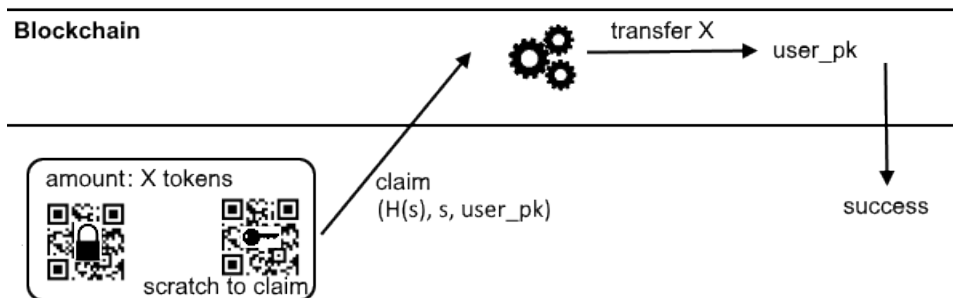 Blockchain
transfer X
user_pk
amount: X tokens
claim
(H(s), s, user_pk)
success
scratch to claim